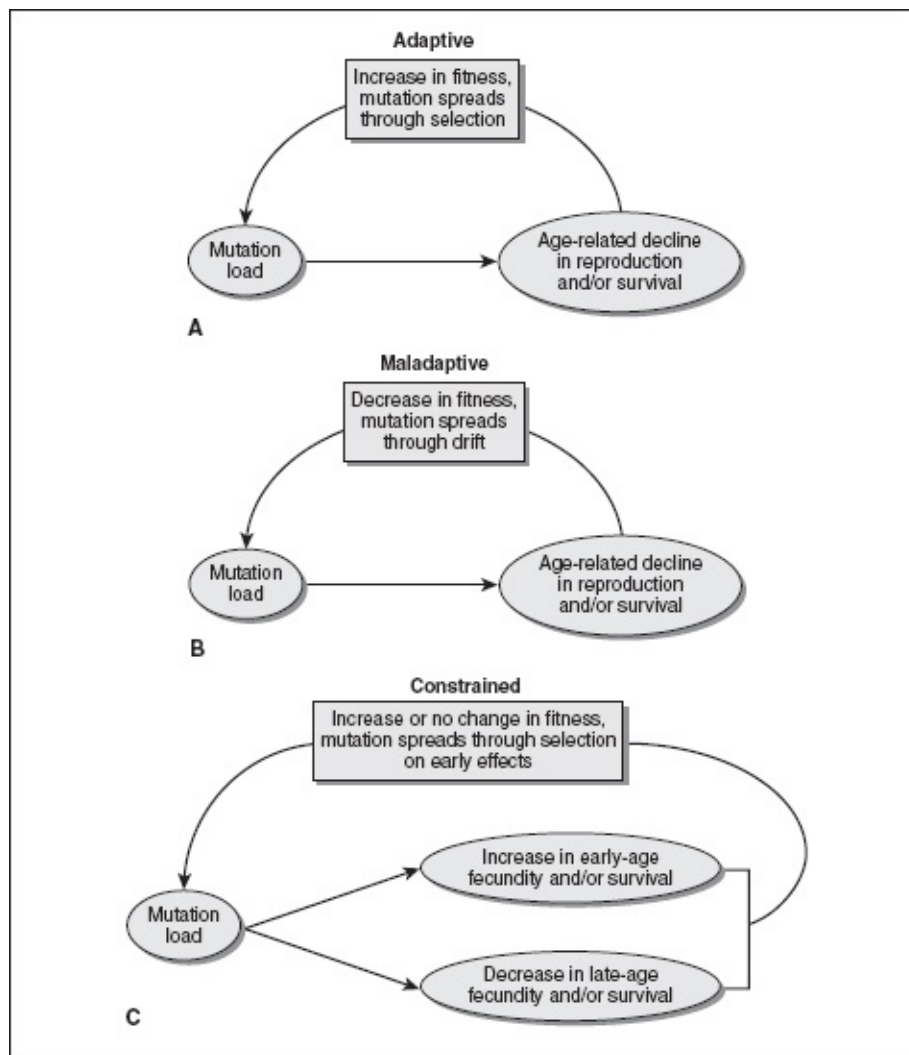 Adaptive
Increase in fitness,
mutation spreads
through selection
Mutation
load
Age-related decline
in reproduction
and/or survival
A
Maladaptive
Decrease in fitness,
mutation spreads
through drift
Mutation
load
Age-related decline
in reproduction
and/or survival
B
Constrained
Increase or no change in fitness,
mutation spreads through selection
on early effects
Increase in early-age
fecundity and/or survival
Mutation
load
Decrease in late-age
fecundity and/or survival
C